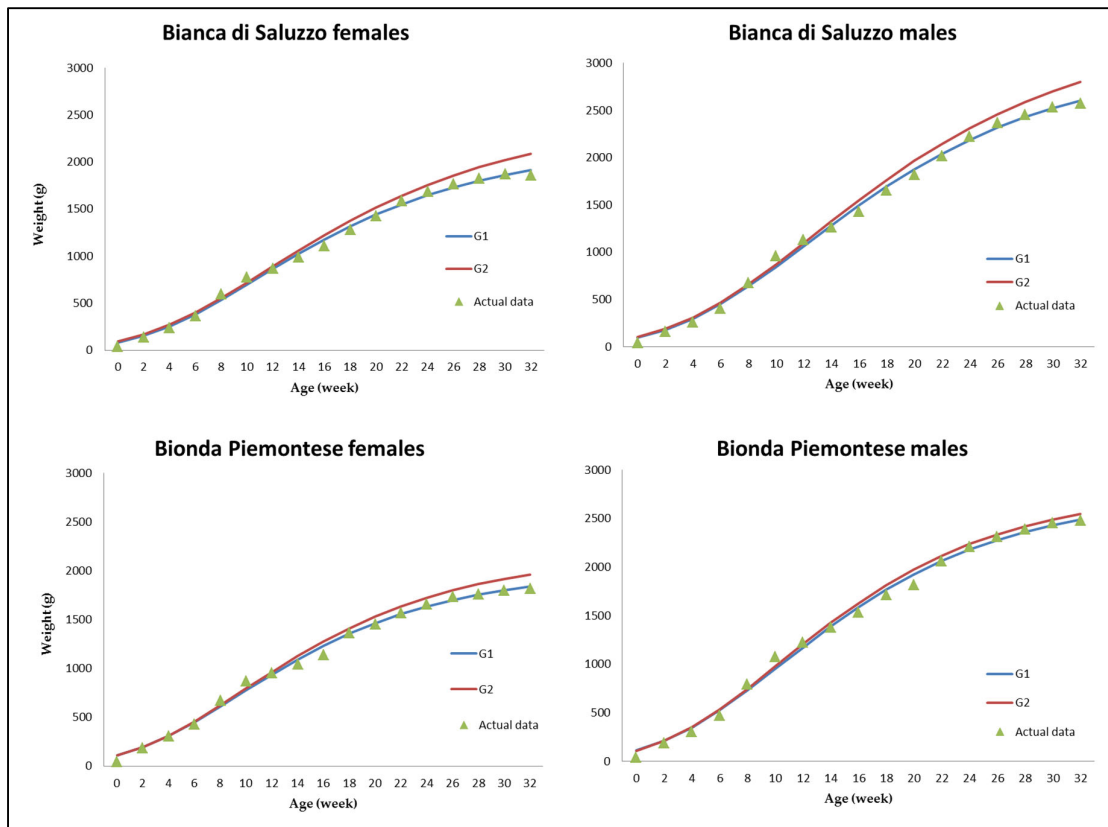 Bianca di Saluzzo females
3000
2500
2000
1500
1000
500
0
Weight (g)
G1
G2
Actual data
0 2 4 6 8 10 12 14 16 18 20 22 24 26 28 30 32
Age (week)
Bianca di Saluzzo males
3000
2500
2000
1500
1000
500
0
G1
G2
Actual data
0 2 4 6 8 10 12 14 16 18 20 22 24 26 28 30 32
Age (week)
Bionda Piemontese females
3000
2500
2000
1500
1000
500
0
Weight (g)
G1
G2
Actual data
0 2 4 6 8 10 12 14 16 18 20 22 24 26 28 30 32
Age (week)
Bionda Piemontese males
3000
2500
2000
1500
1000
500
0
G1
G2
Actual data
0 2 4 6 8 10 12 14 16 18 20 22 24 26 28 30 32
Age (week)